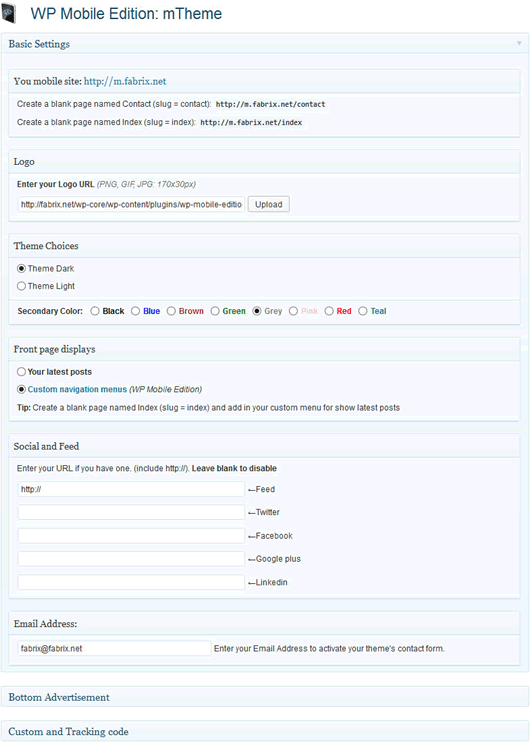 WP Mobile Edition: mTheme
Basic Settings
You mobile site: http://m.fabrix.net
Create a blank page named Contact (slug = contact): http://m.fabrix.net/contact
Create a blank page named Index (slug = index): http://m.fabrix.net/index
Logo
Enter your Logo URL (PNG, GIF, JPG: 170x30px)
http://fabrix.net/wp-core/wp-content/plugins/wp-mobile-editio Upload
Theme Choices
Theme Dark
Theme Light
Secondary Color: Black Blue Brown Green Grey Pink Red Teal
Front page displays
Your latest posts
Custom navigation menus (WP Mobile Edition)
Tip: Create a blank page named Index (slug = index) and add in your custom menu for show latest posts
Social and Feed
Enter your URL if you have one. (include http://). Leave blank to disable
http:// ←Feed
←Twitter
←Facebook
←Google plus
←Linkedin
Email Address:
fabrix@fabrix.net Enter your Email Address to activate your theme's contact form.
Bottom Advertisement
Custom and Tracking code